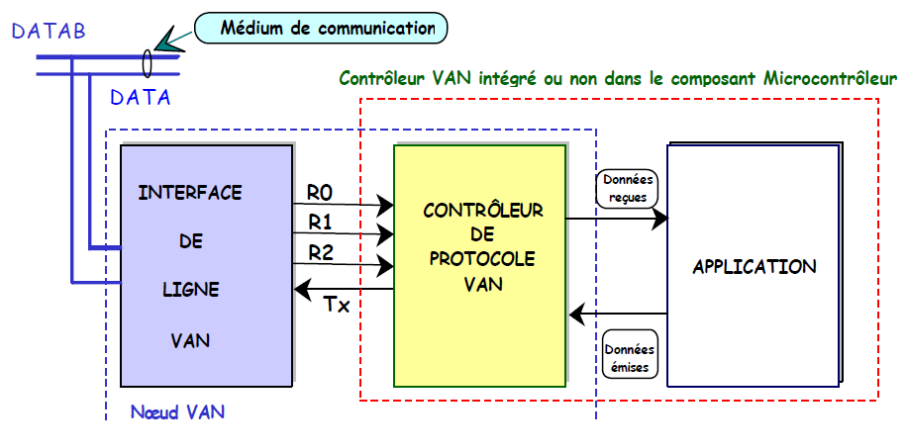 DATAB
Médium de communication
DATA
Contrôleur VAN intégré ou non dans le composant Microcontrôleur
INTERFACE
DE
LIGNE
VAN
R0
R1
R2
Tx
CONTRÔLEUR
DE
PROTOCOLE
VAN
Données
reçues
Données
émises
APPLICATION
Nœud VAN